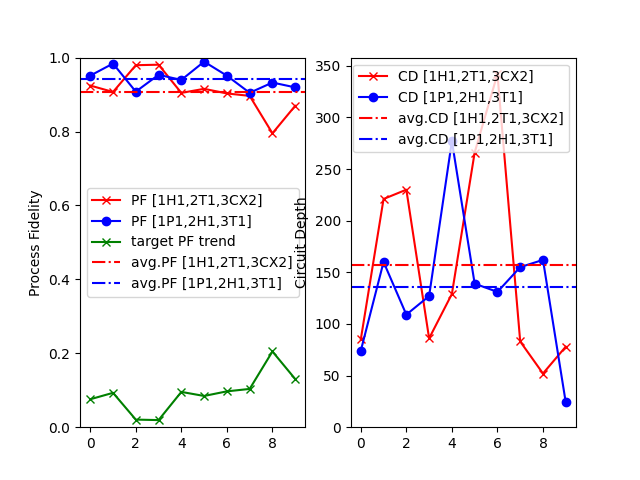 1.0
0.8
0.6
0.4
0.2
0.0
0 2 4 6 8
Process Fidelity
PF [1H1,2T1,3CX2]
PF [1P1,2H1,3T1]
target PF trend
avg.PF [1H1,2T1,3CX2]
avg.PF [1P1,2H1,3T1]
350
300
250
200
150
100
50
0
0 2 4 6 8
Circuit Depth
CD [1H1,2T1,3CX2]
CD [1P1,2H1,3T1]
avg.CD [1H1,2T1,3CX2]
avg.CD [1P1,2H1,3T1]